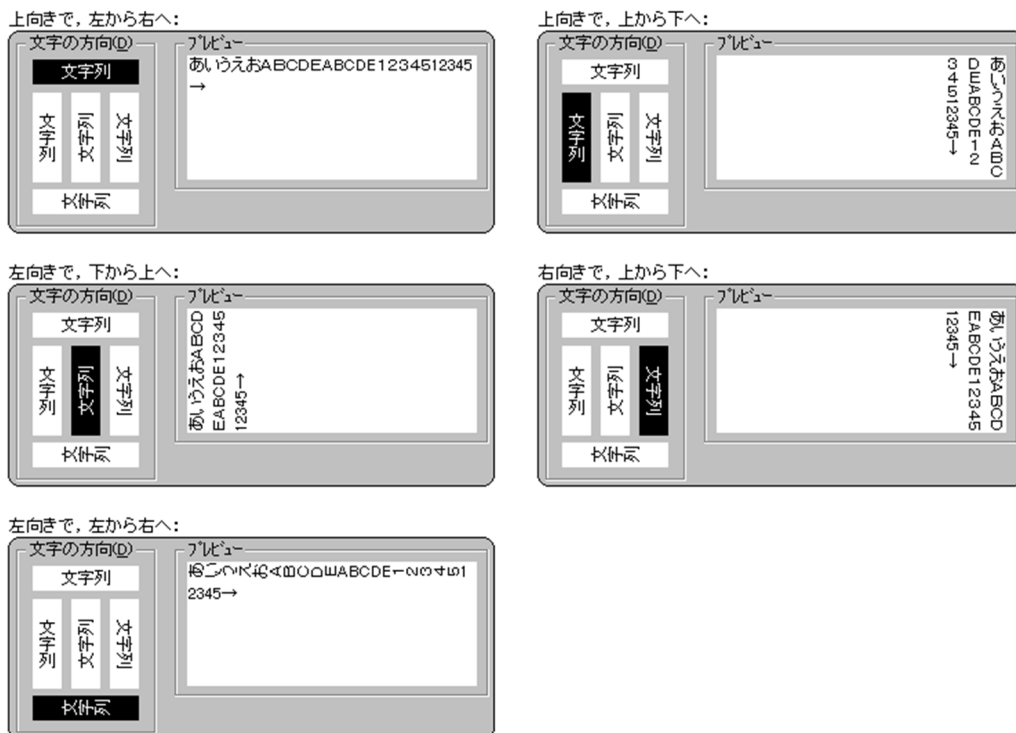 上向きで，左から右へ：
文字の方向(D)
文字列
文字列
文字列
文字列
文字列
プレビュー
あいうえおABCDEABCDE1234512345
→
上向きで，上から下へ：
文字の方向(D)
文字列
文字列
文字列
文字列
文字列
プレビュー
あいうえおABC
DEABCDE12
34512345→
左向きで，下から上へ：
文字の方向(D)
文字列
文字列
文字列
文字列
文字列
プレビュー
あいうえおABCD
EABCDE12345
12345→
右向きで，上から下へ：
文字の方向(D)
文字列
文字列
文字列
文字列
文字列
プレビュー
あいうえおABCD
EABCDE12345
12345→
左向きで，左から右へ：
文字の方向(D)
文字列
文字列
文字列
文字列
文字列
プレビュー
あいうえおABCDEABCDE123451
2345→